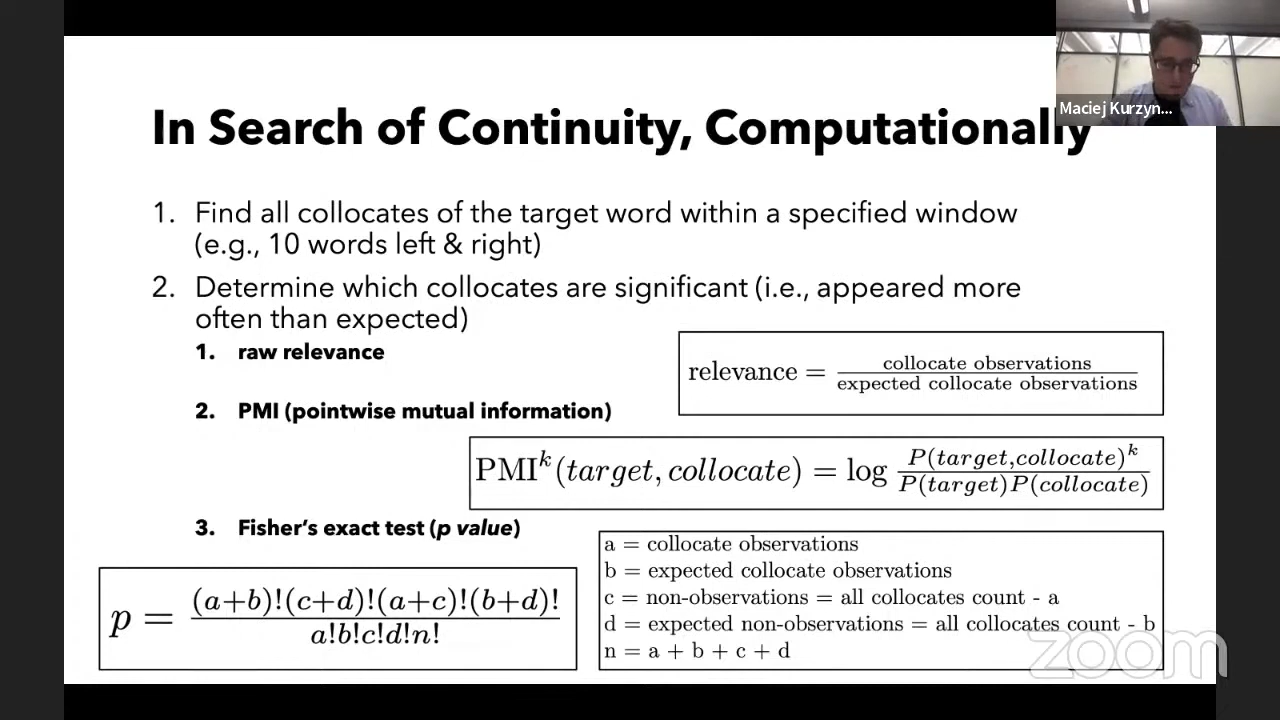 In Search of Continuity, Computationally
Maciej Kurzyn...
1. Find all collocates of the target word within a specified window
(e.g., 10 words left & right)
2. Determine which collocates are significant (i.e., appeared more
often than expected)
1. raw relevance
relevance = collocate observations / expected collocate observations
2. PMI (pointwise mutual information)
PMI^k(target, collocate) = log P(target,collocate)^k / P(target)P(collocate)
3. Fisher's exact test (p value)
p = (a+b)!(c+d)!(a+c)!(b+d)! / a!b!c!d!n!
a = collocate observations
b = expected collocate observations
c = non-observations = all collocates count - a
d = expected non-observations = all collocates count - b
n = a + b + c + d
zoom